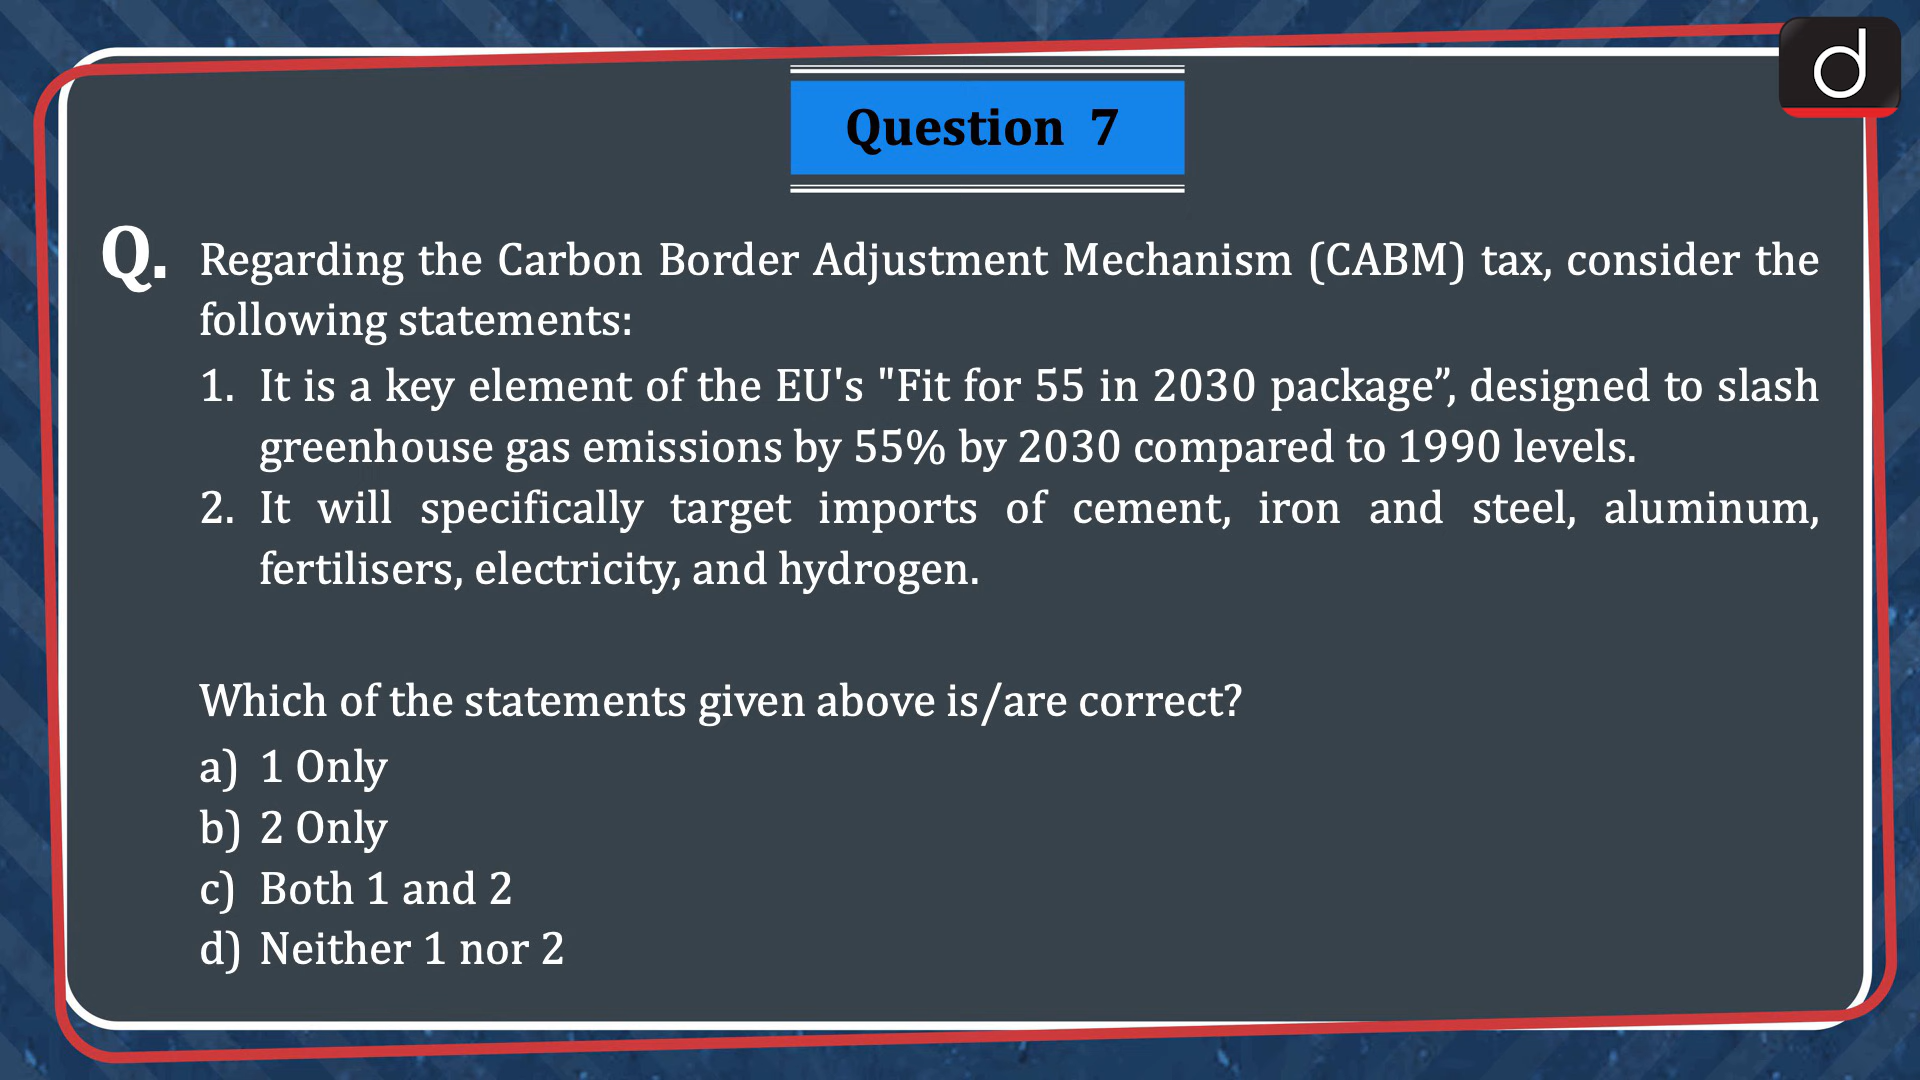 Question 7
Q. Regarding the Carbon Border Adjustment Mechanism (CABM) tax, consider the
following statements:
1. It is a key element of the EU's "Fit for 55 in 2030 package”, designed to slash
greenhouse gas emissions by 55% by 2030 compared to 1990 levels.
2. It will specifically target imports of cement, iron and steel, aluminum,
fertilisers, electricity, and hydrogen.
Which of the statements given above is/are correct?
a) 1 Only
b) 2 Only
c) Both 1 and 2
d) Neither 1 nor 2
d